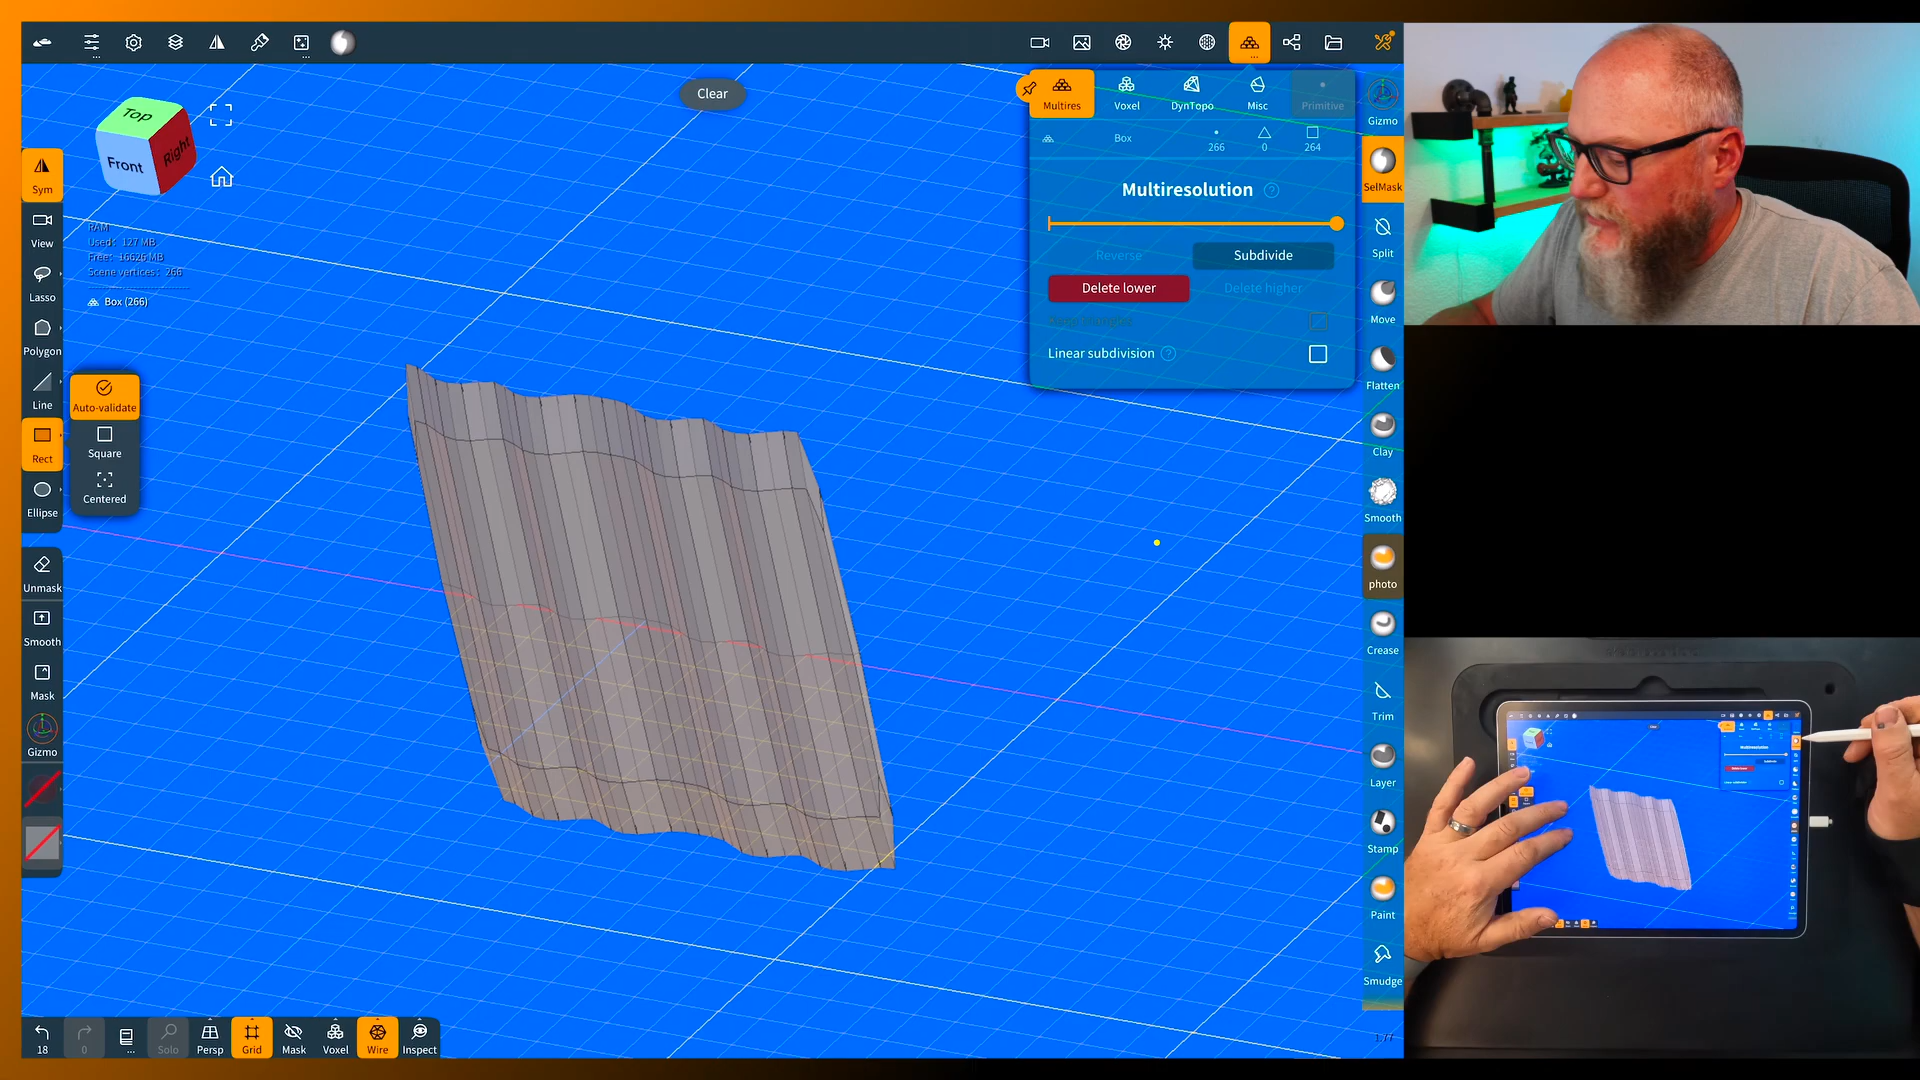 Clear
Top
Front
Right
Multires
Voxel
DynTopo
Misc
Primitive
Box
266
0
264
Multiresolution
Reverse
Subdivide
Delete lower
Delete higher
Linear subdivision
RAM
Used: 127 MB
Free: 16626 MB
Scene vertices: 266
Box (266)
Sym
View
Lasso
Polygon
Line
Rect
Ellipse
Auto-validate
Square
Centered
Unmask
Smooth
Mask
Gizmo
Gizmo
SelMask
Split
Move
Flatten
Clay
Smooth
photo
Crease
Trim
Layer
Stamp
Paint
Smudge
18
0
Solo
Persp
Grid
Mask
Voxel
Wire
Inspect
1.77